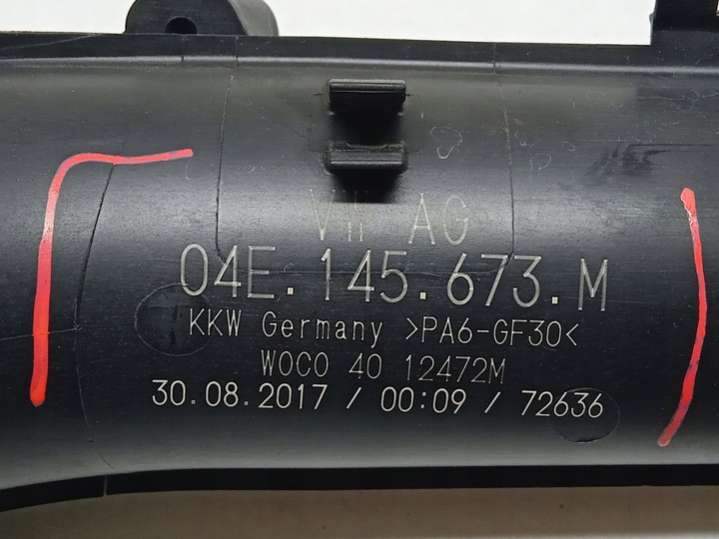 VW AG
04E.145.673.M
KKW Germany >PA6-GF30<
WOCO 40 12472M
30.08.2017 / 00:09 / 72636